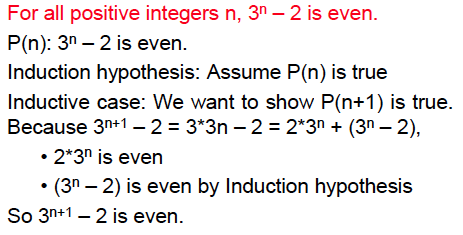 For all positive integers n, 3ⁿ – 2 is even.
P(n): 3ⁿ – 2 is even.
Induction hypothesis: Assume P(n) is true
Inductive case: We want to show P(n+1) is true.
Because 3ⁿ⁺¹ – 2 = 3*3n – 2 = 2*3ⁿ + (3ⁿ – 2),
• 2*3ⁿ is even
• (3ⁿ – 2) is even by Induction hypothesis
So 3ⁿ⁺¹ – 2 is even.